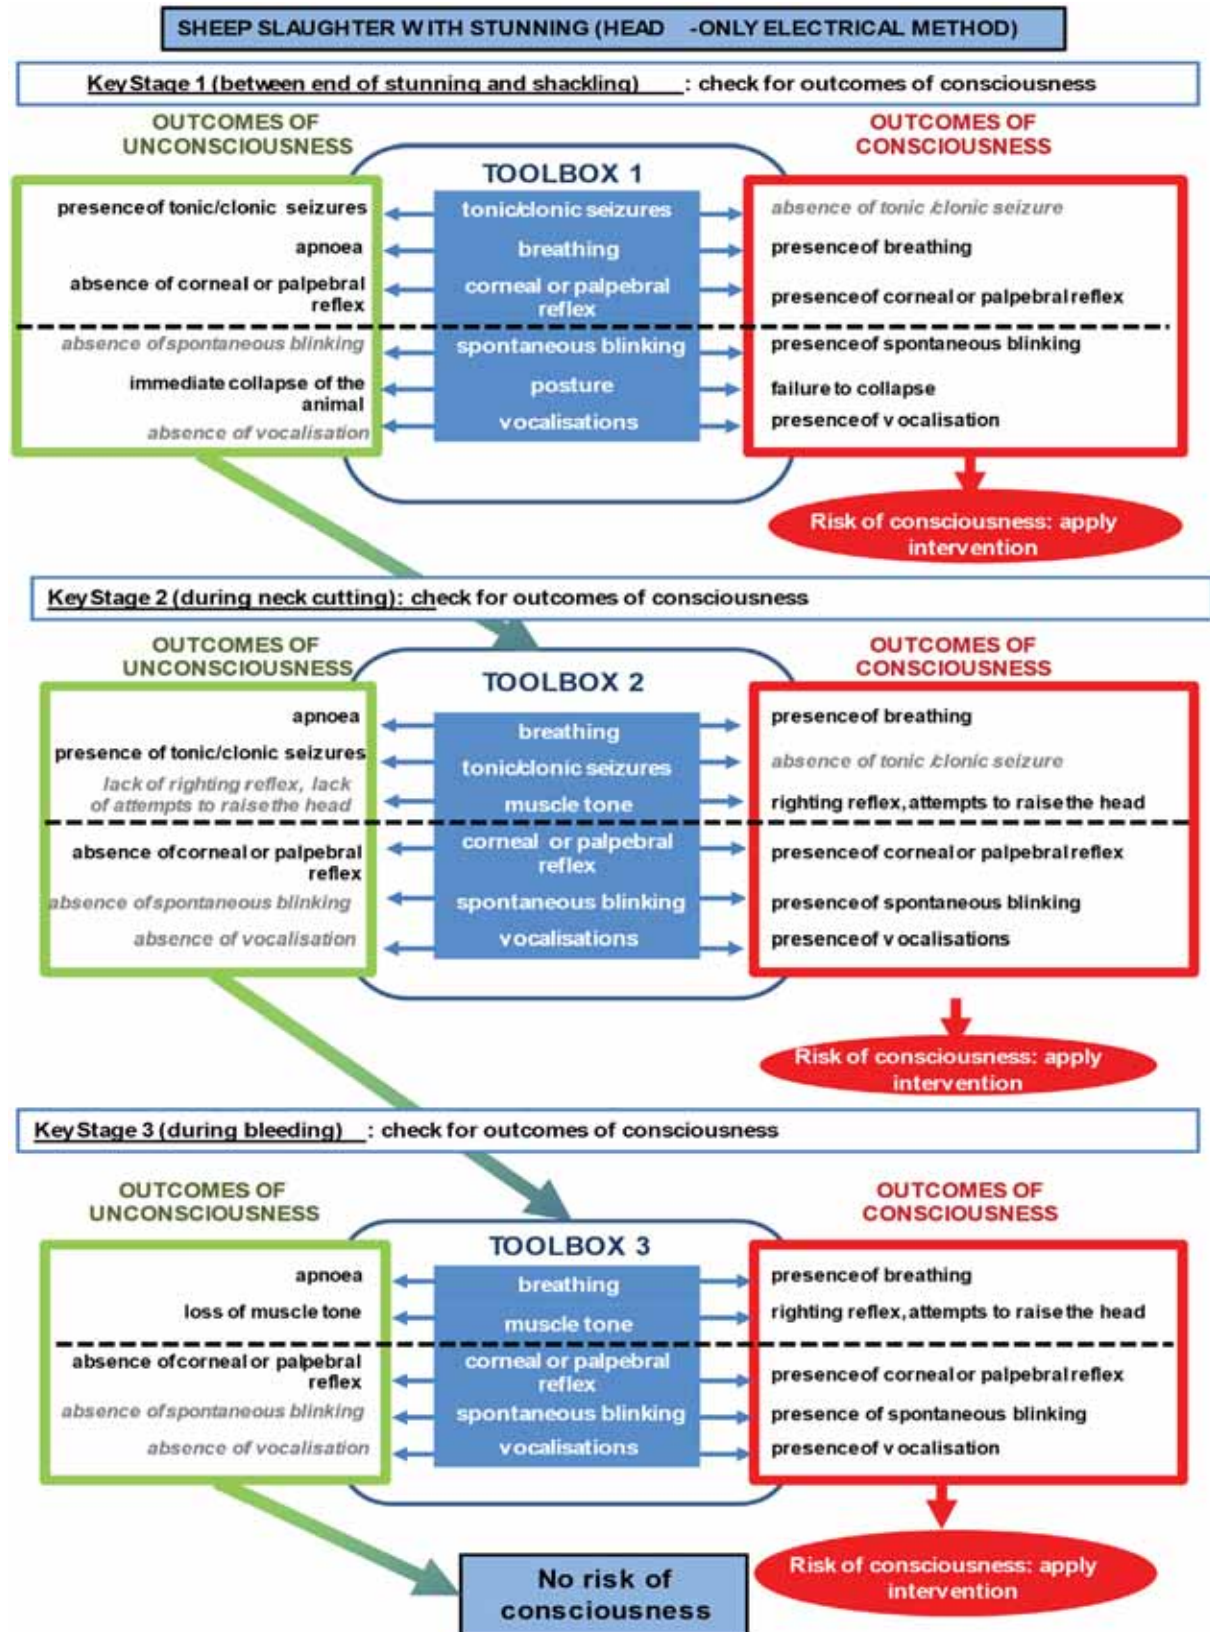 SHEEP SLAUGHTER WITH STUNNING (HEAD -ONLY ELECTRICAL METHOD)
Key Stage 1 (between end of stunning and shackling) : check for outcomes of consciousness
OUTCOMES OF
UNCONSCIOUSNESS
TOOLBOX 1
OUTCOMES OF
CONSCIOUSNESS
presence of tonic/clonic seizures
tonic/clonic seizures
absence of tonic /clonic seizure
apnoea
breathing
presence of breathing
absence of corneal or palpebral
reflex
corneal or palpebral
reflex
presence of corneal or palpebral reflex
absence of spontaneous blinking
spontaneous blinking
presence of spontaneous blinking
immediate collapse of the
animal
posture
failure to collapse
absence of vocalisation
vocalisations
presence of vocalisation
Risk of consciousness: apply
intervention
Key Stage 2 (during neck cutting): check for outcomes of consciousness
OUTCOMES OF
UNCONSCIOUSNESS
TOOLBOX 2
OUTCOMES OF
CONSCIOUSNESS
apnoea
breathing
presence of breathing
presence of tonic/clonic seizures
tonic/clonic seizures
absence of tonic /clonic seizure
lack of righting reflex, lack
of attempts to raise the head
muscle tone
righting reflex, attempts to raise the head
absence of corneal or palpebral
reflex
corneal or palpebral
reflex
presence of corneal or palpebral reflex
absence of spontaneous blinking
spontaneous blinking
presence of spontaneous blinking
absence of vocalisation
vocalisations
presence of vocalisations
Risk of consciousness: apply
intervention
Key Stage 3 (during bleeding) : check for outcomes of consciousness
OUTCOMES OF
UNCONSCIOUSNESS
TOOLBOX 3
OUTCOMES OF
CONSCIOUSNESS
apnoea
breathing
presence of breathing
loss of muscle tone
muscle tone
righting reflex, attempts to raise the head
absence of corneal or palpebral
reflex
corneal or palpebral
reflex
presence of corneal or palpebral reflex
absence of spontaneous blinking
spontaneous blinking
presence of spontaneous blinking
absence of vocalisation
vocalisations
presence of vocalisation
Risk of consciousness: apply
intervention
No risk of
consciousness